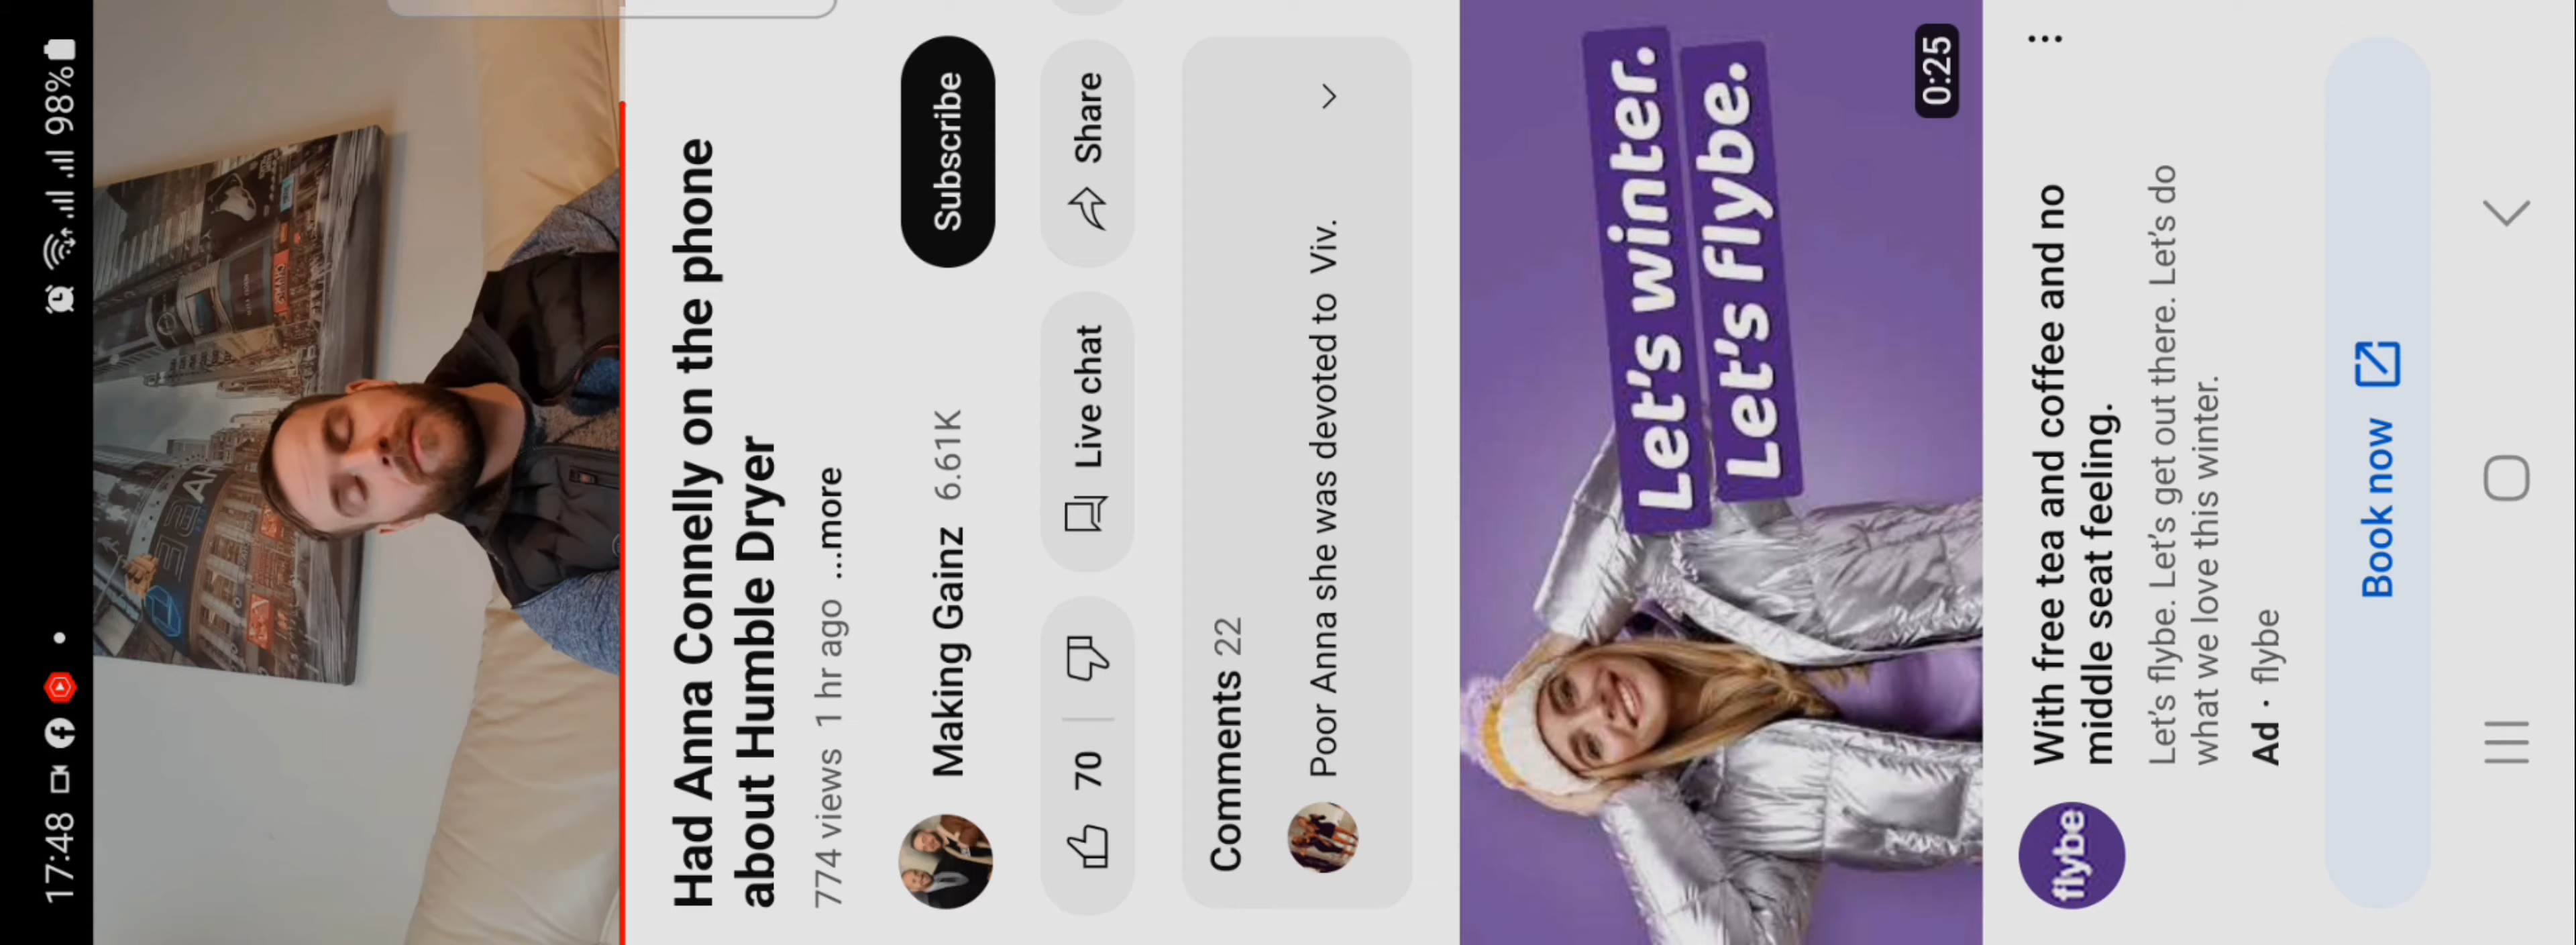 17:48
98%
Had Anna Connelly on the phone
about Humble Dryer
774 views 1 hr ago ...more
Making Gainz 6.61K
Subscribe
70
Live chat
Share
Comments 22
Poor Anna she was devoted to Viv.
Let's winter.
Let's flybe.
0:25
flybe
With free tea and coffee and no
middle seat feeling.
Let's flybe. Let's get out there. Let's do
what we love this winter.
Ad · flybe
Book now